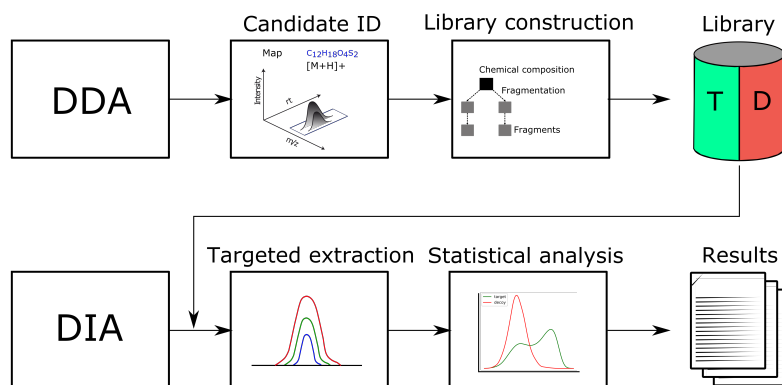 Candidate ID
Library construction
Library
DDA
Map
C12H18O4S2
[M+H]+
Intensity
rt
m/z
Chemical composition
Fragmentation
Fragments
T
D
Targeted extraction
Statistical analysis
Results
DIA
target
decoy